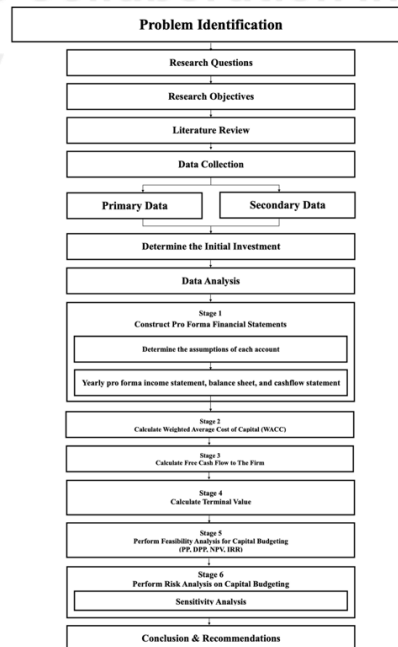 Problem Identification
Research Questions
Research Objectives
Literature Review
Data Collection
Primary Data
Secondary Data
Determine the Initial Investment
Data Analysis
Stage 1
Construct Pro Forma Financial Statements
Determine the assumptions of each account
Yearly pro forma income statement, balance sheet, and cashflow statement
Stage 2
Calculate Weighted Average Cost of Capital (WACC)
Stage 3
Calculate Free Cash Flow to The Firm
Stage 4
Calculate Terminal Value
Stage 5
Perform Feasibility Analysis for Capital Budgeting
(PP, DPP, NPV, IRR)
Stage 6
Perform Risk Analysis on Capital Budgeting
Sensitivity Analysis
Conclusion & Recommendations